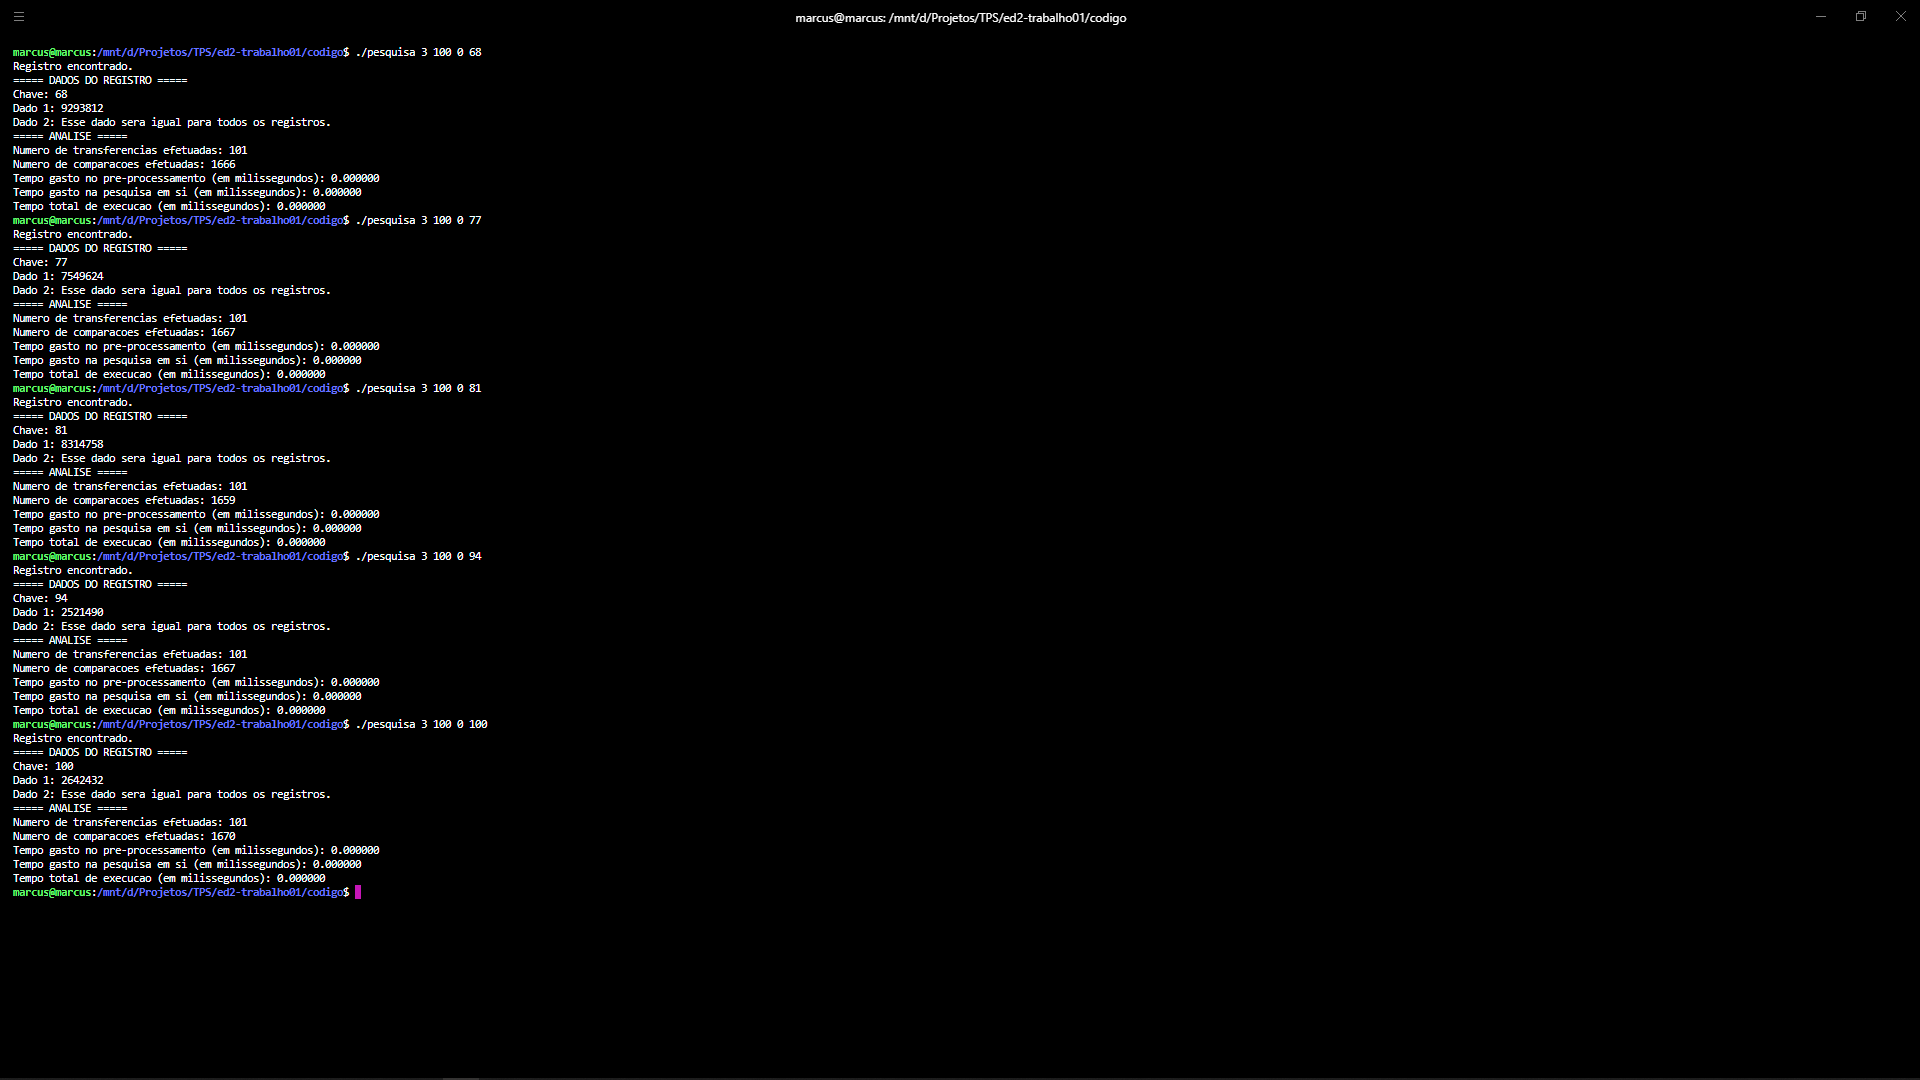 marcus@marcus: /mnt/d/Projetos/TPS/ed2-trabalho01/codigo
marcus@marcus:/mnt/d/Projetos/TPS/ed2-trabalho01/codigo$ ./pesquisa 3 100 0 68
Registro encontrado.
===== DADOS DO REGISTRO =====
Chave: 68
Dado 1: 9293812
Dado 2: Esse dado sera igual para todos os registros.
===== ANALISE =====
Numero de transferencias efetuadas: 101
Numero de comparacoes efetuadas: 1666
Tempo gasto no pre-processamento (em milissegundos): 0.000000
Tempo gasto na pesquisa em si (em milissegundos): 0.000000
Tempo total de execucao (em milissegundos): 0.000000
marcus@marcus:/mnt/d/Projetos/TPS/ed2-trabalho01/codigo$ ./pesquisa 3 100 0 77
Registro encontrado.
===== DADOS DO REGISTRO =====
Chave: 77
Dado 1: 7549624
Dado 2: Esse dado sera igual para todos os registros.
===== ANALISE =====
Numero de transferencias efetuadas: 101
Numero de comparacoes efetuadas: 1667
Tempo gasto no pre-processamento (em milissegundos): 0.000000
Tempo gasto na pesquisa em si (em milissegundos): 0.000000
Tempo total de execucao (em milissegundos): 0.000000
marcus@marcus:/mnt/d/Projetos/TPS/ed2-trabalho01/codigo$ ./pesquisa 3 100 0 81
Registro encontrado.
===== DADOS DO REGISTRO =====
Chave: 81
Dado 1: 8314758
Dado 2: Esse dado sera igual para todos os registros.
===== ANALISE =====
Numero de transferencias efetuadas: 101
Numero de comparacoes efetuadas: 1659
Tempo gasto no pre-processamento (em milissegundos): 0.000000
Tempo gasto na pesquisa em si (em milissegundos): 0.000000
Tempo total de execucao (em milissegundos): 0.000000
marcus@marcus:/mnt/d/Projetos/TPS/ed2-trabalho01/codigo$ ./pesquisa 3 100 0 94
Registro encontrado.
===== DADOS DO REGISTRO =====
Chave: 94
Dado 1: 2521490
Dado 2: Esse dado sera igual para todos os registros.
===== ANALISE =====
Numero de transferencias efetuadas: 101
Numero de comparacoes efetuadas: 1667
Tempo gasto no pre-processamento (em milissegundos): 0.000000
Tempo gasto na pesquisa em si (em milissegundos): 0.000000
Tempo total de execucao (em milissegundos): 0.000000
marcus@marcus:/mnt/d/Projetos/TPS/ed2-trabalho01/codigo$ ./pesquisa 3 100 0 100
Registro encontrado.
===== DADOS DO REGISTRO =====
Chave: 100
Dado 1: 2642432
Dado 2: Esse dado sera igual para todos os registros.
===== ANALISE =====
Numero de transferencias efetuadas: 101
Numero de comparacoes efetuadas: 1670
Tempo gasto no pre-processamento (em milissegundos): 0.000000
Tempo gasto na pesquisa em si (em milissegundos): 0.000000
Tempo total de execucao (em milissegundos): 0.000000
marcus@marcus:/mnt/d/Projetos/TPS/ed2-trabalho01/codigo$